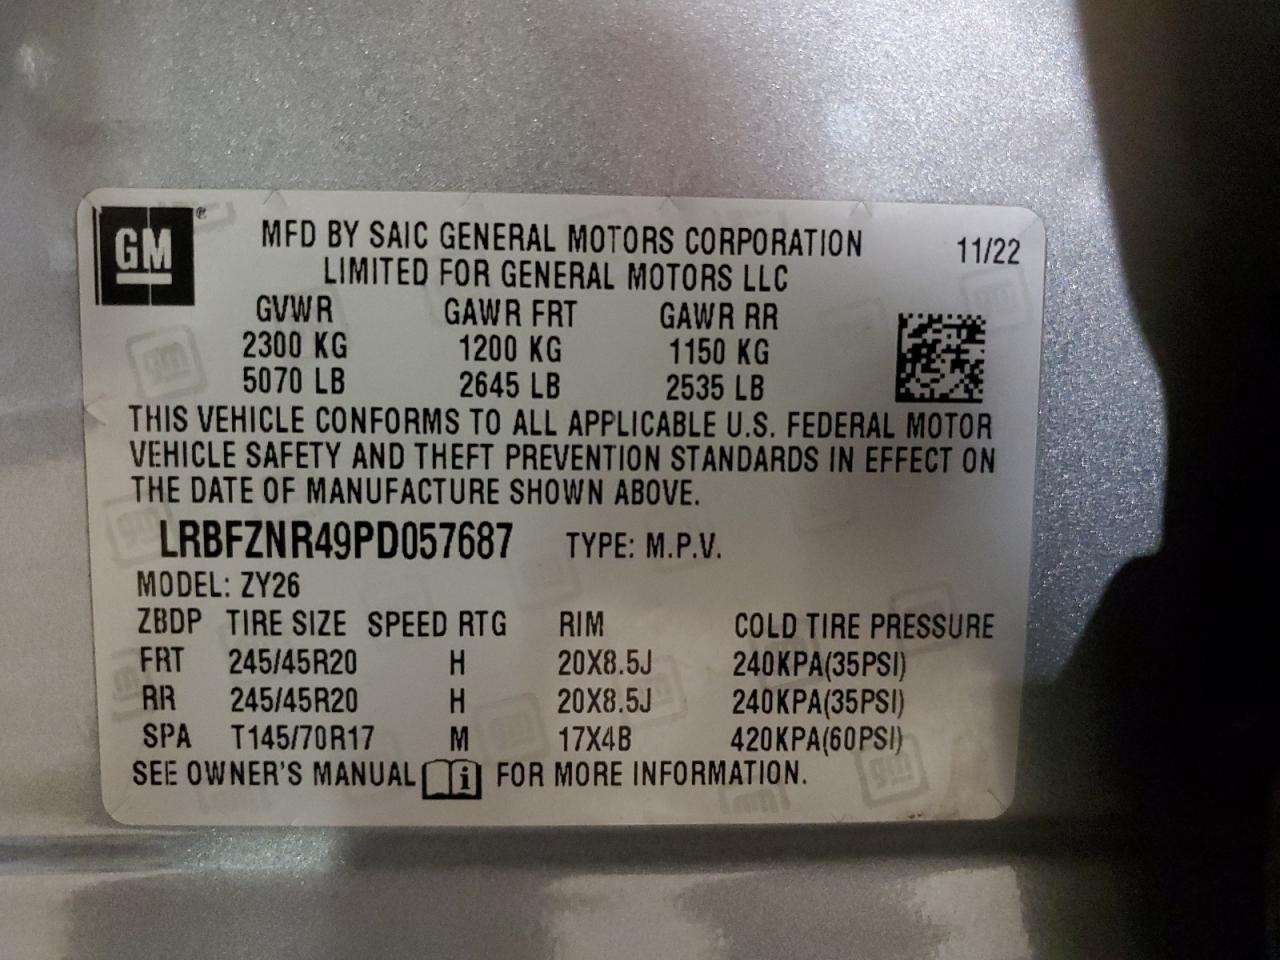 GM ®
MFD BY SAIC GENERAL MOTORS CORPORATION 11/22
LIMITED FOR GENERAL MOTORS LLC
GVWR GAWR FRT GAWR RR
2300 KG 1200 KG 1150 KG
5070 LB 2645 LB 2535 LB
THIS VEHICLE CONFORMS TO ALL APPLICABLE U.S. FEDERAL MOTOR
VEHICLE SAFETY AND THEFT PREVENTION STANDARDS IN EFFECT ON
THE DATE OF MANUFACTURE SHOWN ABOVE.
LRBFZNR49PD057687 TYPE: M.P.V.
MODEL: ZY26
ZBDP TIRE SIZE SPEED RTG RIM COLD TIRE PRESSURE
FRT 245/45R20 H 20X8.5J 240KPA(35PSI)
RR 245/45R20 H 20X8.5J 240KPA(35PSI)
SPA T145/70R17 M 17X4B 420KPA(60PSI)
SEE OWNER'S MANUAL i FOR MORE INFORMATION.